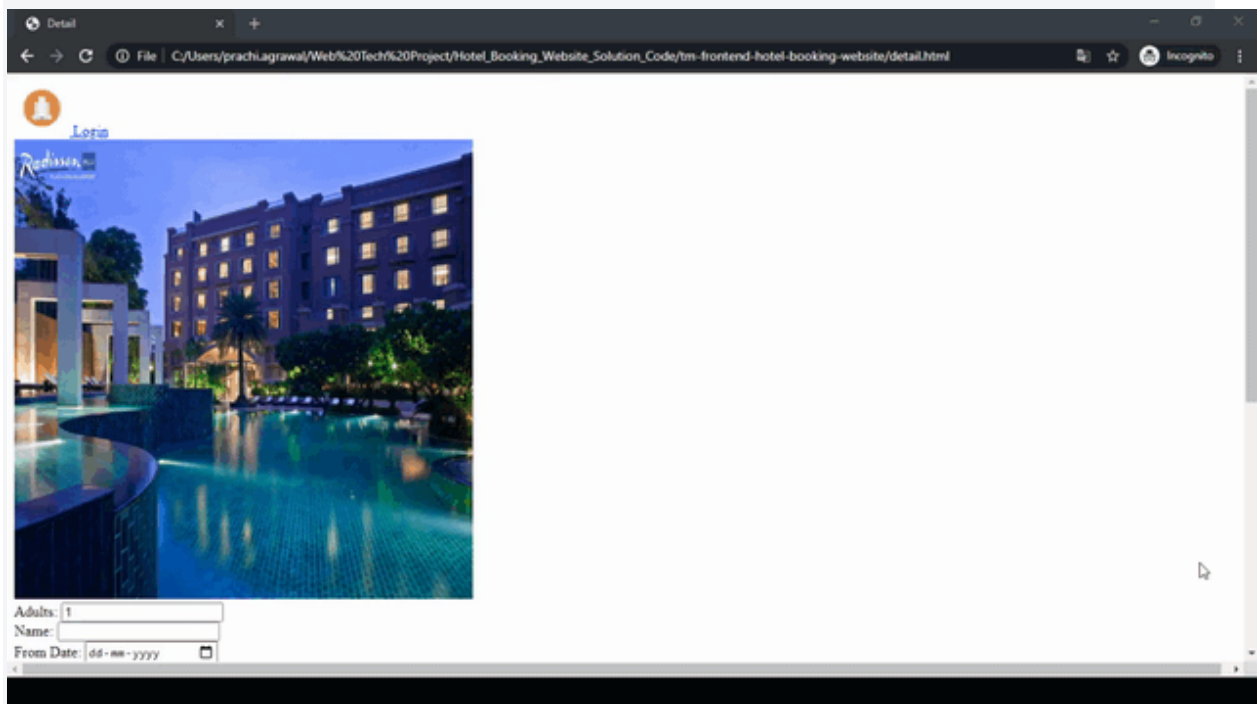 Detail
File C:/Users/prachi.agrawal/Web%20Tech%20Project/Hotel_Booking_Website_Solution_Code/tm-frontend-hotel-booking-website/detail.html Incognito
Login
Radisson
Adults: 1
Name:
From Date: dd-mm-yyyy